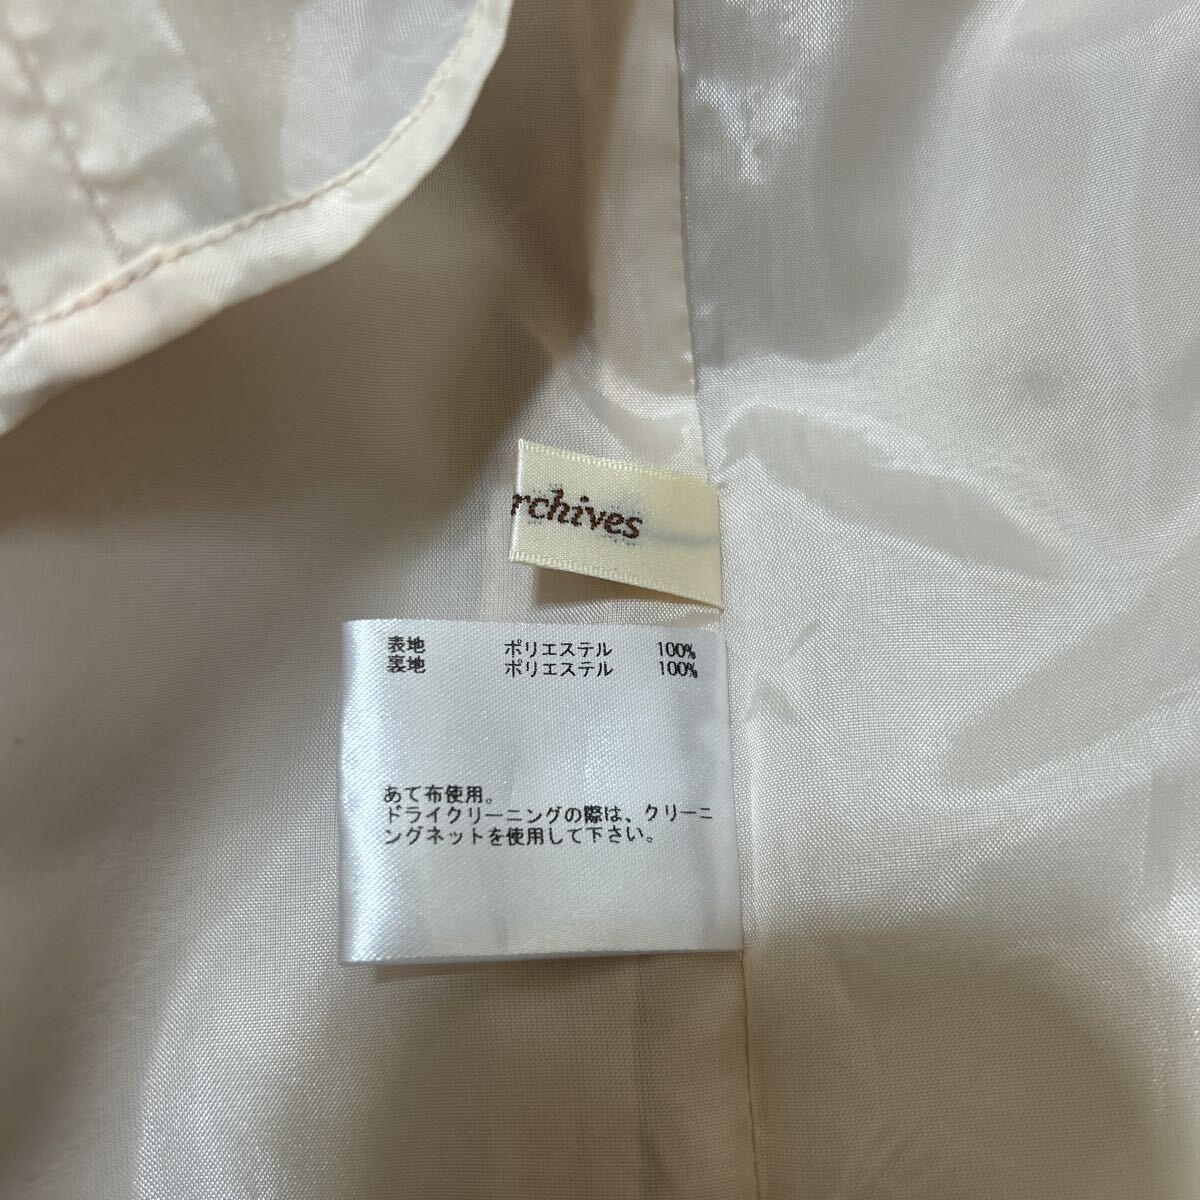 rchives
表地 ポリエステル 100%
裏地 ポリエステル 100%
あて布使用。
ドライクリーニングの際は、クリーニ
ングネットを使用して下さい。